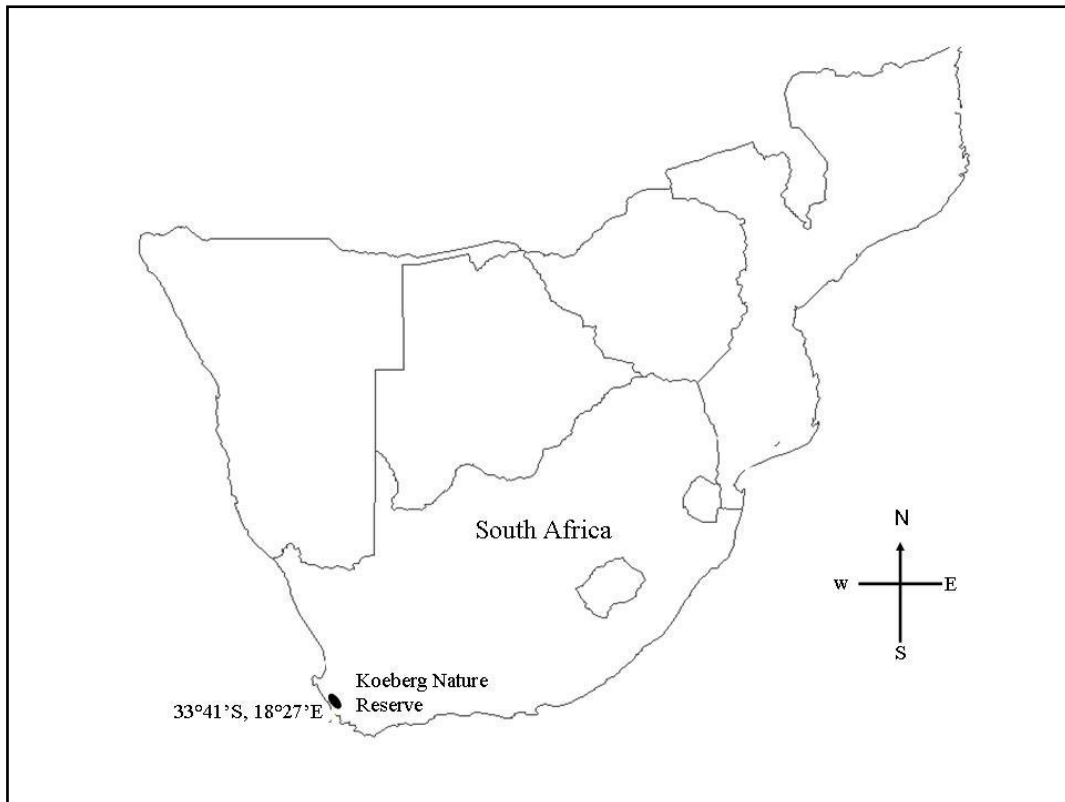 South Africa
N
W
E
S
Koeberg Nature
Reserve
33°41’S, 18°27’E